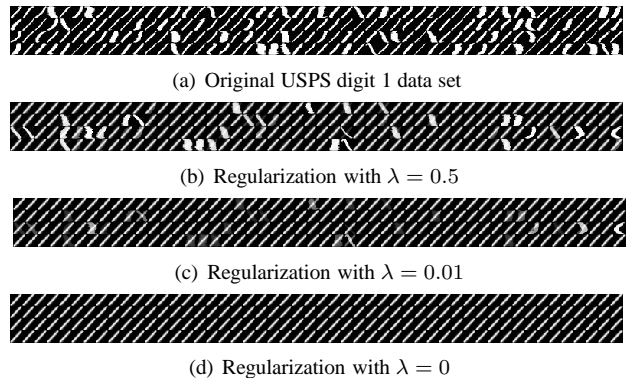 (a) Original USPS digit 1 data set
(b) Regularization with λ = 0.5
(c) Regularization with λ = 0.01
(d) Regularization with λ = 0